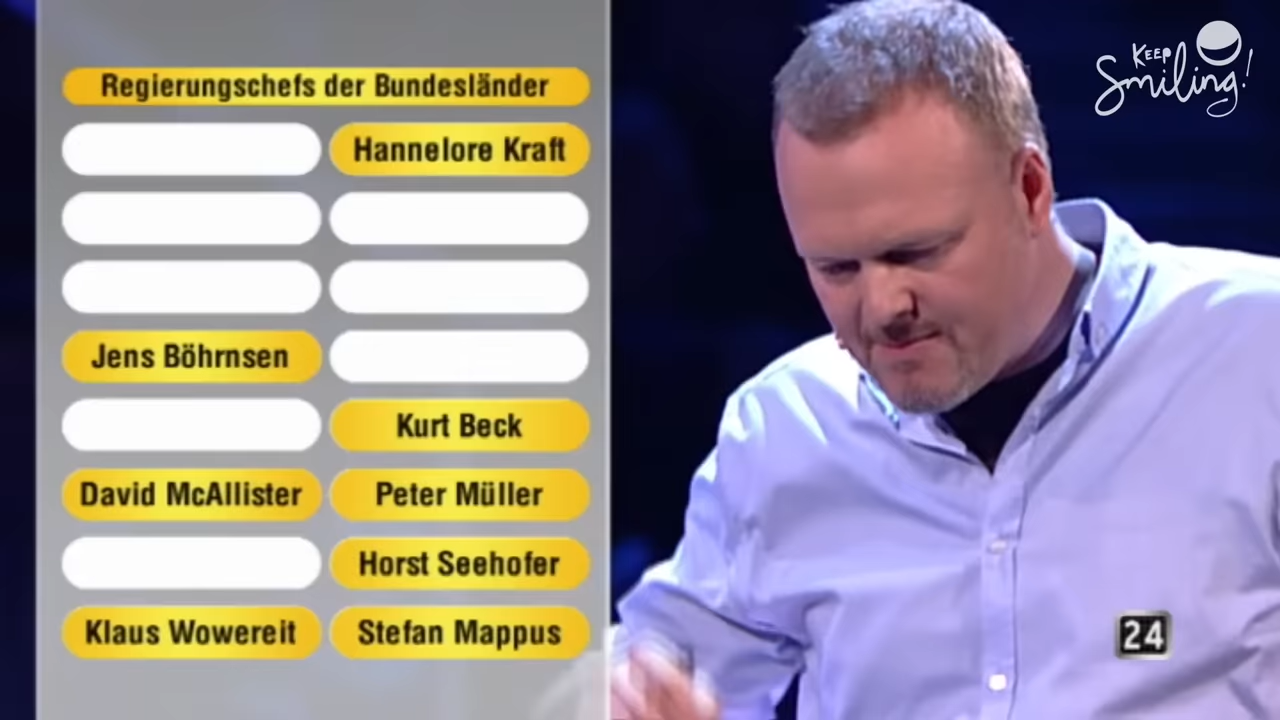 Regierungschefs der Bundesländer
Hannelore Kraft
Jens Böhrnsen
Kurt Beck
David McAllister
Peter Müller
Horst Seehofer
Klaus Wowereit
Stefan Mappus
KEEP
Smiling!
24